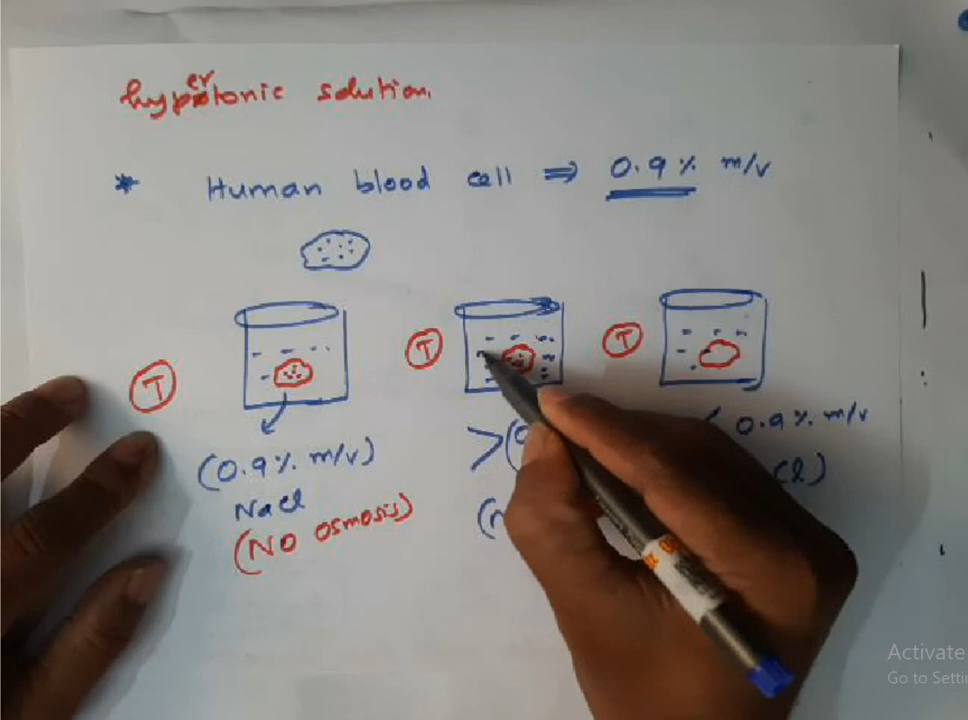 hypertonic solution.
* Human blood cell ⇒ 0.9% m/v
T T T
(0.9% m/v) > (0 < 0.9% m/v
NaCl (n Cl)
(NO osmosis)
Activate
Go to Setti